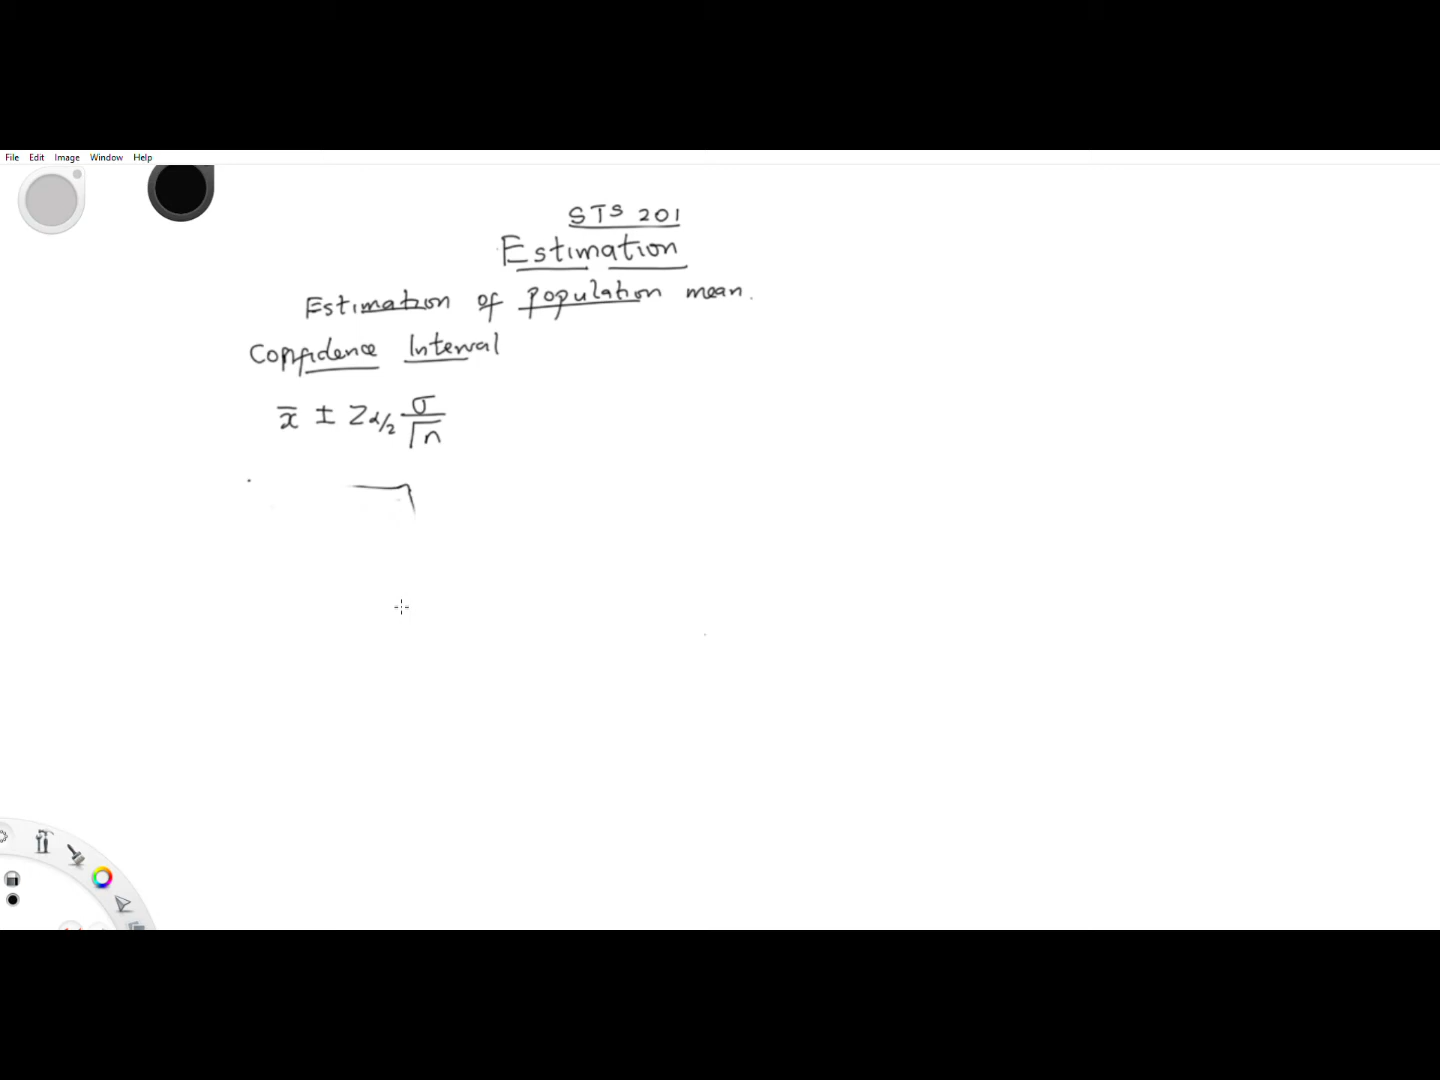 File Edit Image Window Help
STS 201
Estimation
Estimation of population mean.
Confidence Interval
x̄ ± Zα/2 σ/√n